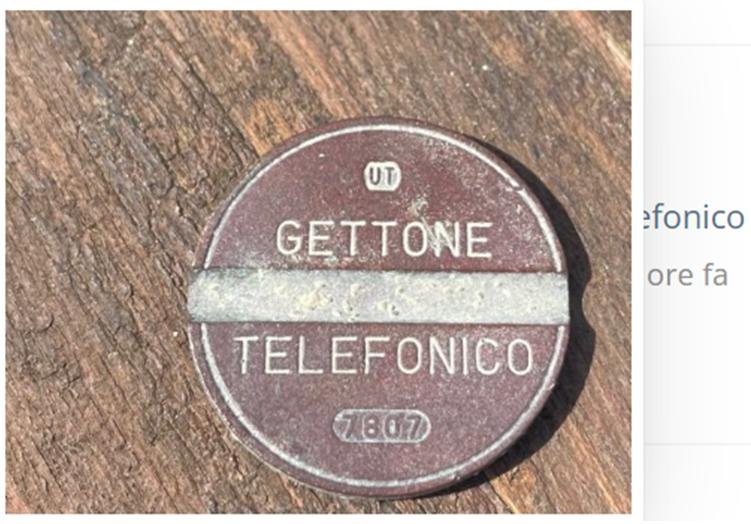 UT
GETTONE
TELEFONICO
7807
efonico
ore fa